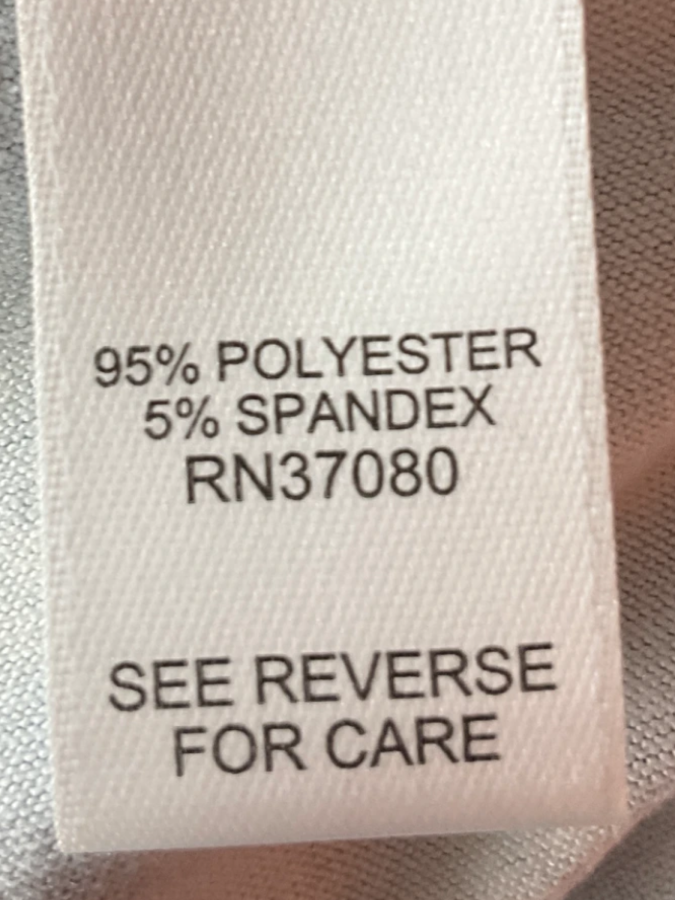 95% POLYESTER
5% SPANDEX
RN37080
SEE REVERSE
FOR CARE